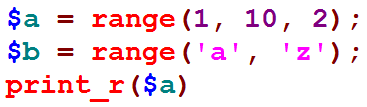 $a = range(1, 10, 2);
$b = range('a', 'z');
print_r($a)